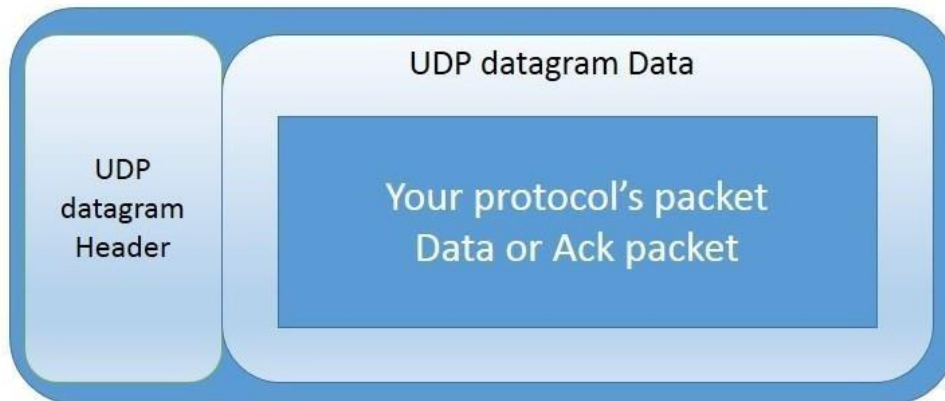 UDP datagram Data
UDP
datagram
Header
Your protocol’s packet
Data or Ack packet